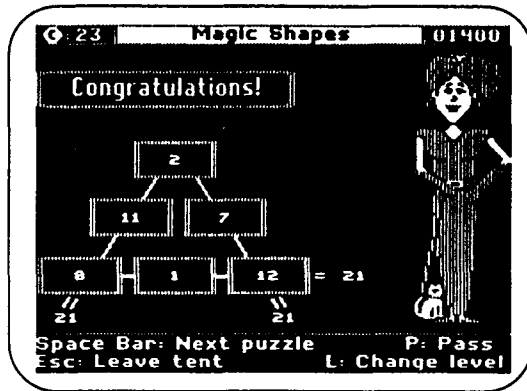 C: 23 Magic Shapes 01400
Congratulations!
2
11 7
8 1 12 = 21
21 21
Space Bar: Next puzzle P: Pass
Esc: Leave tent L: Change level